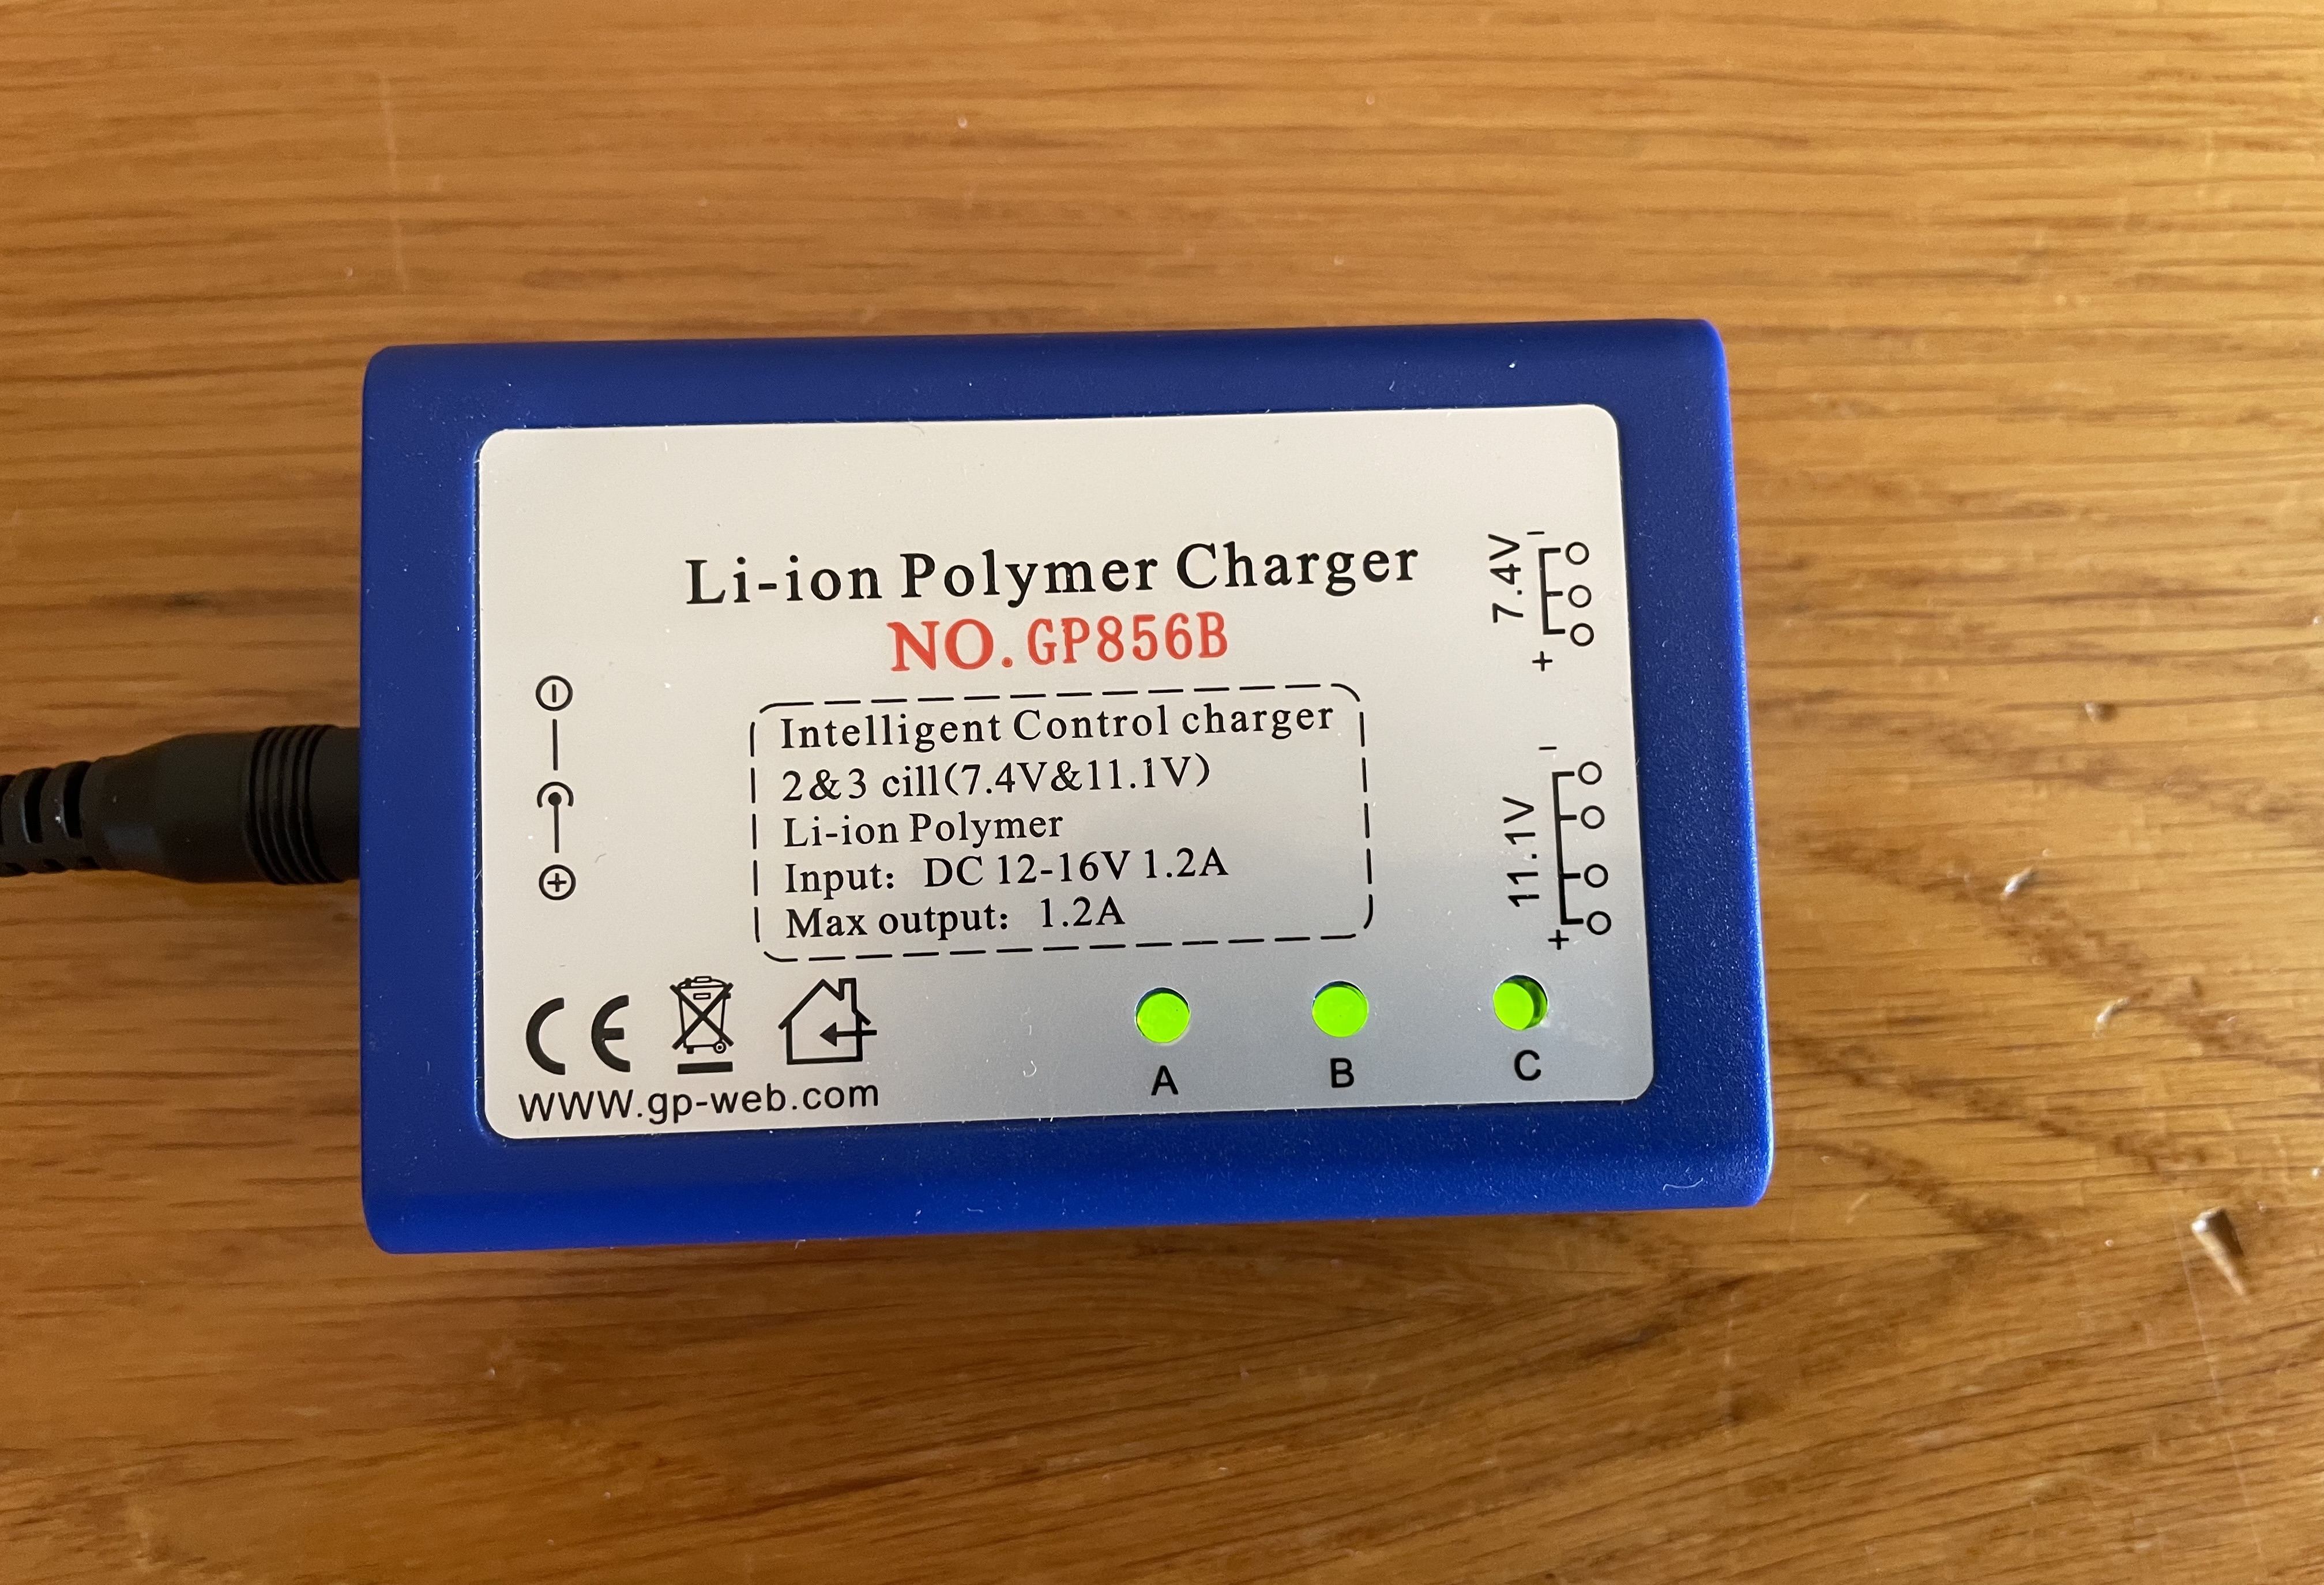 Li-ion Polymer Charger
NO.GP856B
Intelligent Control charger
2&3 cill(7.4V&11.1V)
Li-ion Polymer
Input: DC 12-16V 1.2A
Max output: 1.2A
7.4V
- +
11.1V
- +
CE
WWW.gp-web.com
A B C